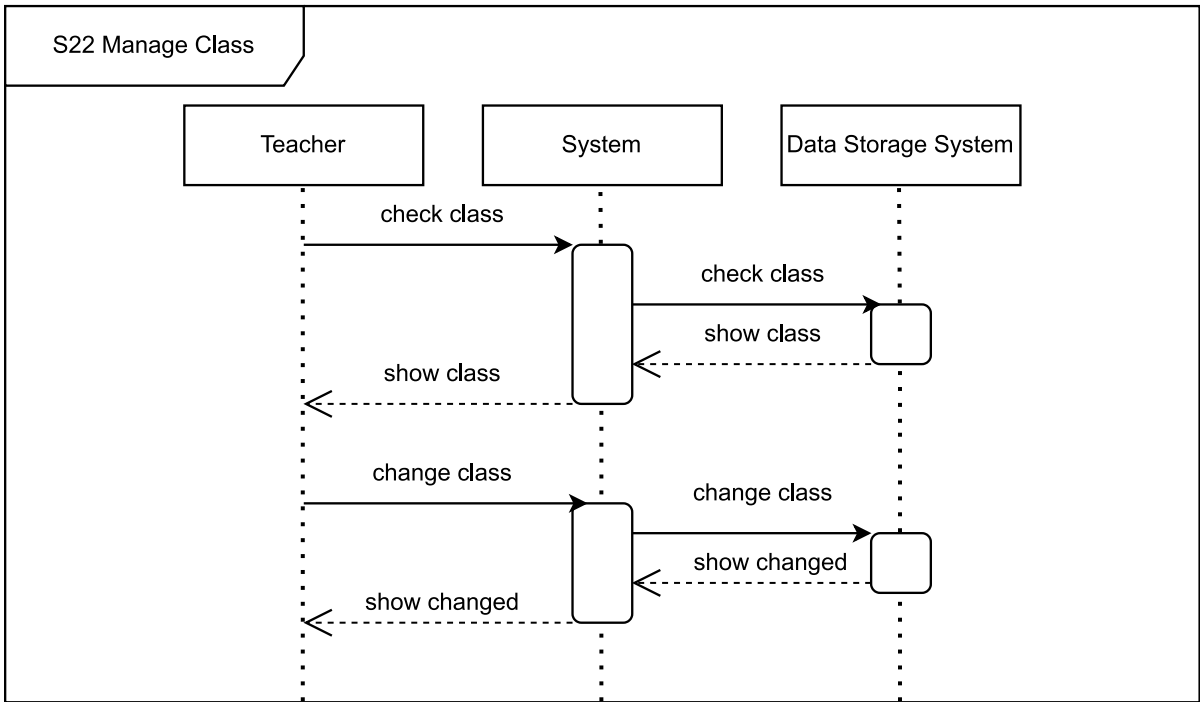 S22 Manage Class
Teacher
System
Data Storage System
check class
check class
show class
show class
change class
change class
show changed
show changed